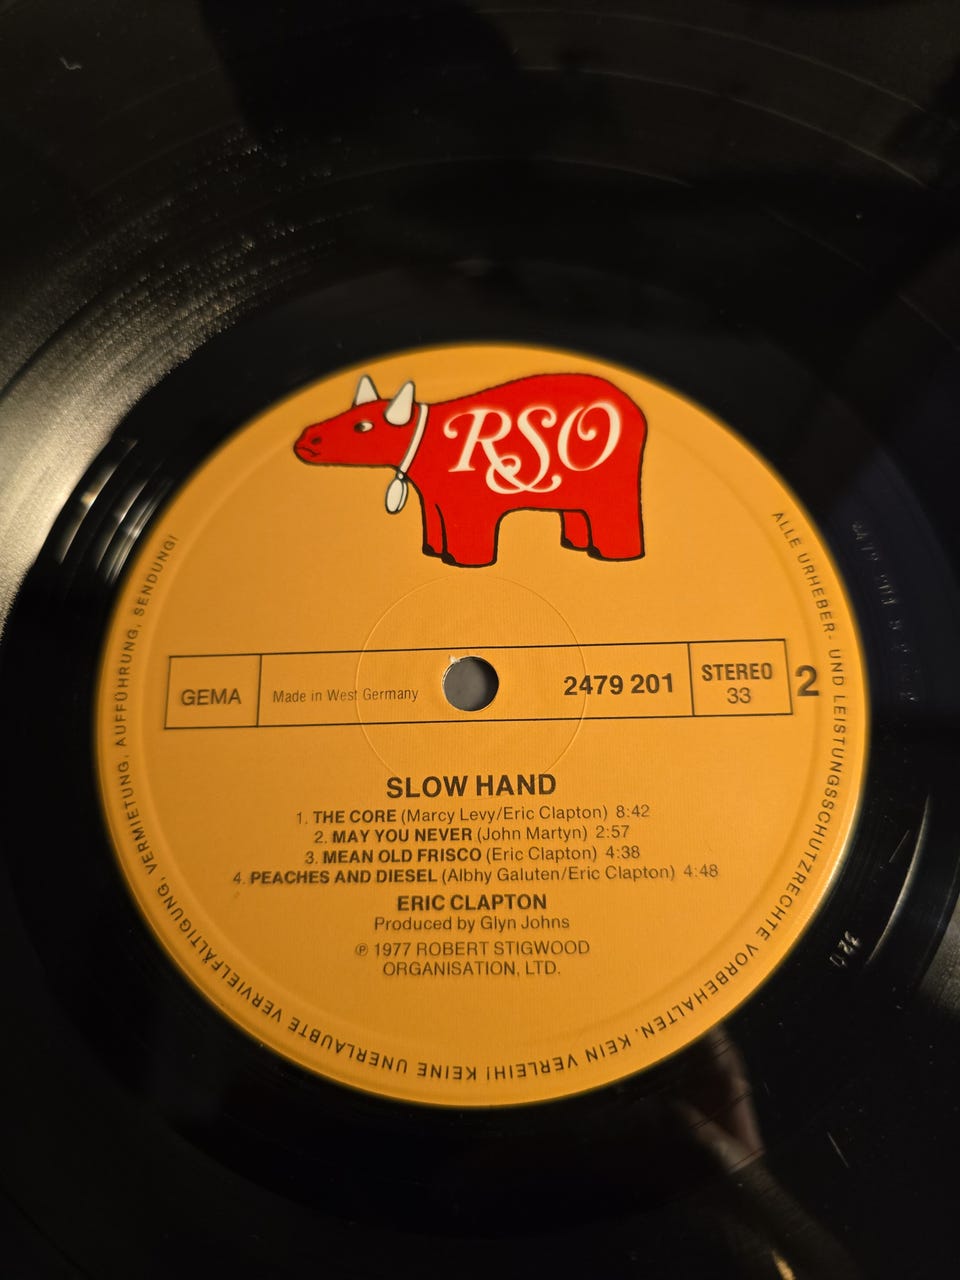 RSO
ALLE URHEBER- UND LEISTUNGSSCHUTZRECHTE VORBEHALTEN. KEIN VERLEIH! KEINE UNERLAUBTE VERVIELFÄLTIGUNG, VERMIETUNG, AUFFÜHRUNG, SENDUNG!
GEMA Made in West Germany 2479 201 STEREO 33 2
SLOW HAND
1. THE CORE (Marcy Levy/Eric Clapton) 8:42
2. MAY YOU NEVER (John Martyn) 2:57
3. MEAN OLD FRISCO (Eric Clapton) 4:38
4. PEACHES AND DIESEL (Albhy Galuten/Eric Clapton) 4:48
ERIC CLAPTON
Produced by Glyn Johns
℗ 1977 ROBERT STIGWOOD
ORGANISATION, LTD.